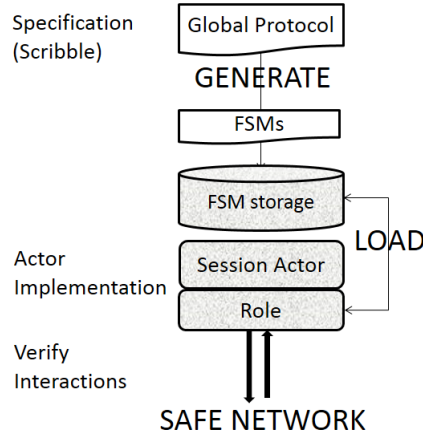 Specification
(Scribble)
Global Protocol
GENERATE
FSMs
FSM storage
LOAD
Actor
Implementation
Session Actor
Role
Verify
Interactions
SAFE NETWORK